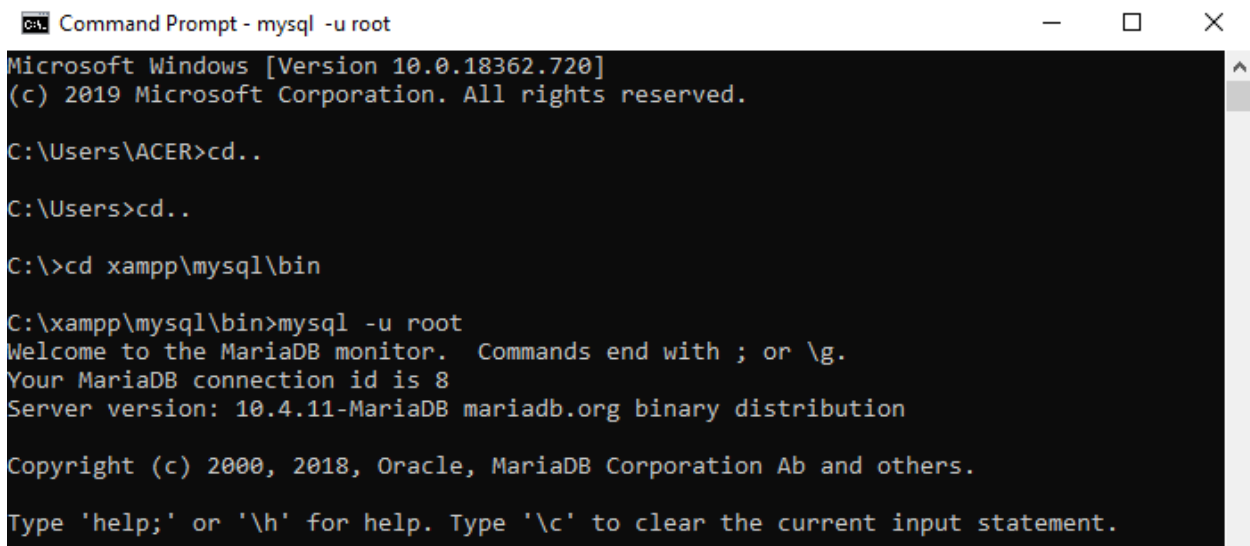 Command Prompt - mysql  -u root
Microsoft Windows [Version 10.0.18362.720]
(c) 2019 Microsoft Corporation. All rights reserved.
C:\Users\ACER>cd..
C:\Users>cd..
C:\>cd xampp\mysql\bin
C:\xampp\mysql\bin>mysql -u root
Welcome to the MariaDB monitor.  Commands end with ; or \g.
Your MariaDB connection id is 8
Server version: 10.4.11-MariaDB mariadb.org binary distribution
Copyright (c) 2000, 2018, Oracle, MariaDB Corporation Ab and others.
Type 'help;' or '\h' for help. Type '\c' to clear the current input statement.